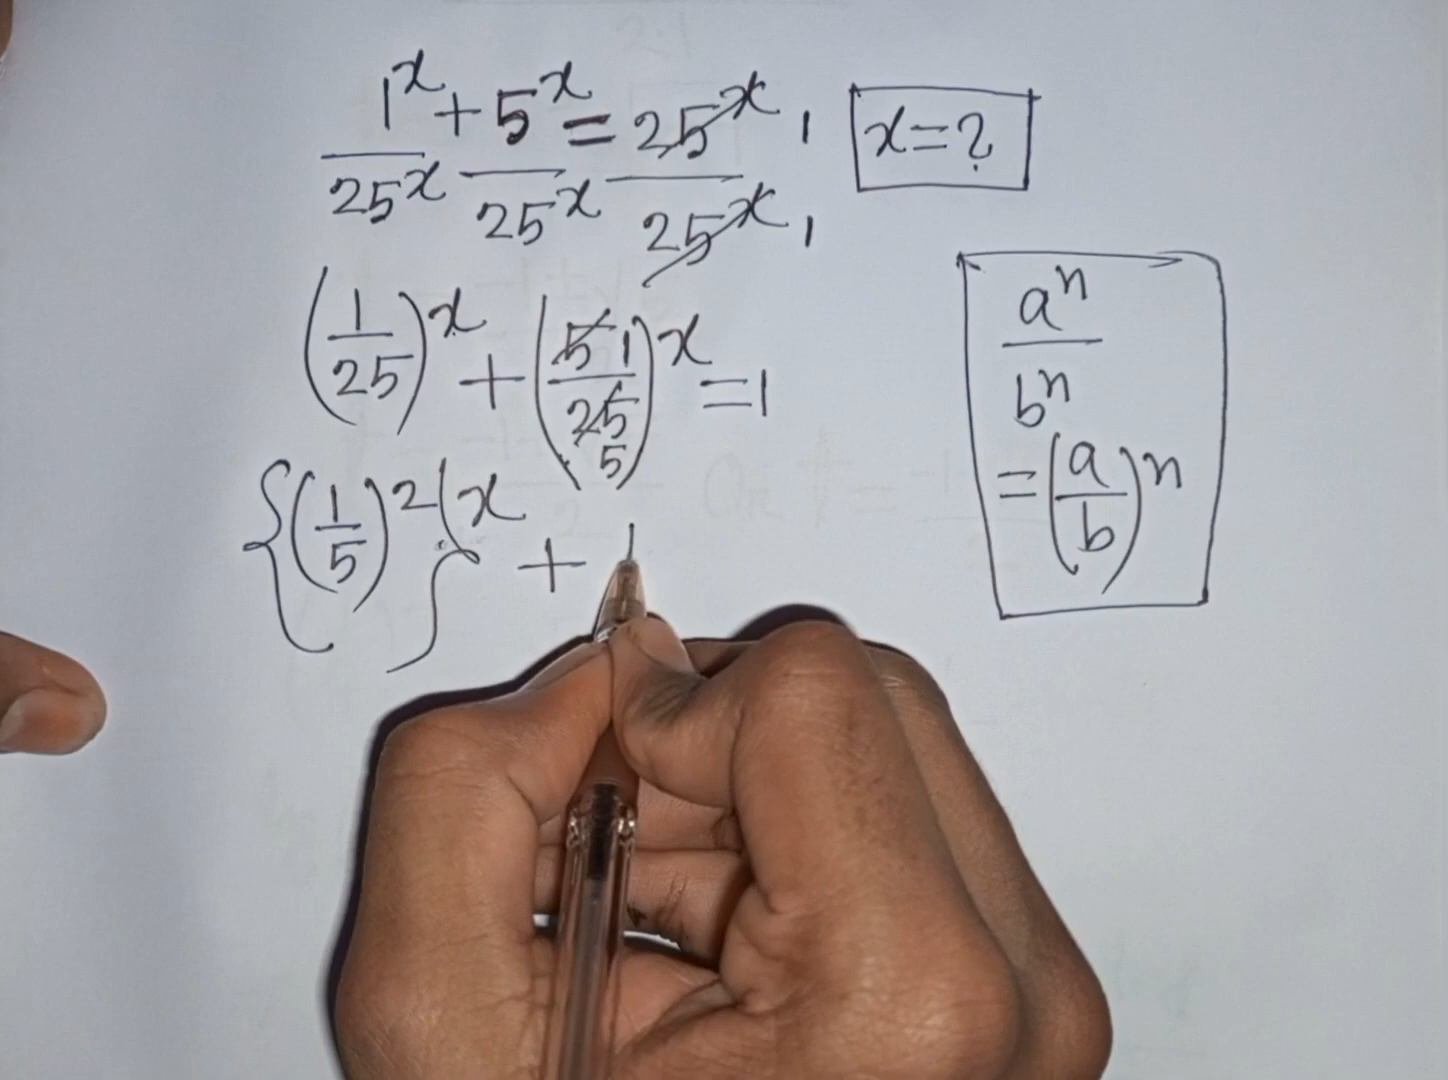 1^x + 5^x = 25^x, x=?
25^x 25^x 25^x,
(1/25)^x + (5 1/25 5)^x = 1
{(1/5)^2}^x + 1
a^n
b^n
=(a/b)^n